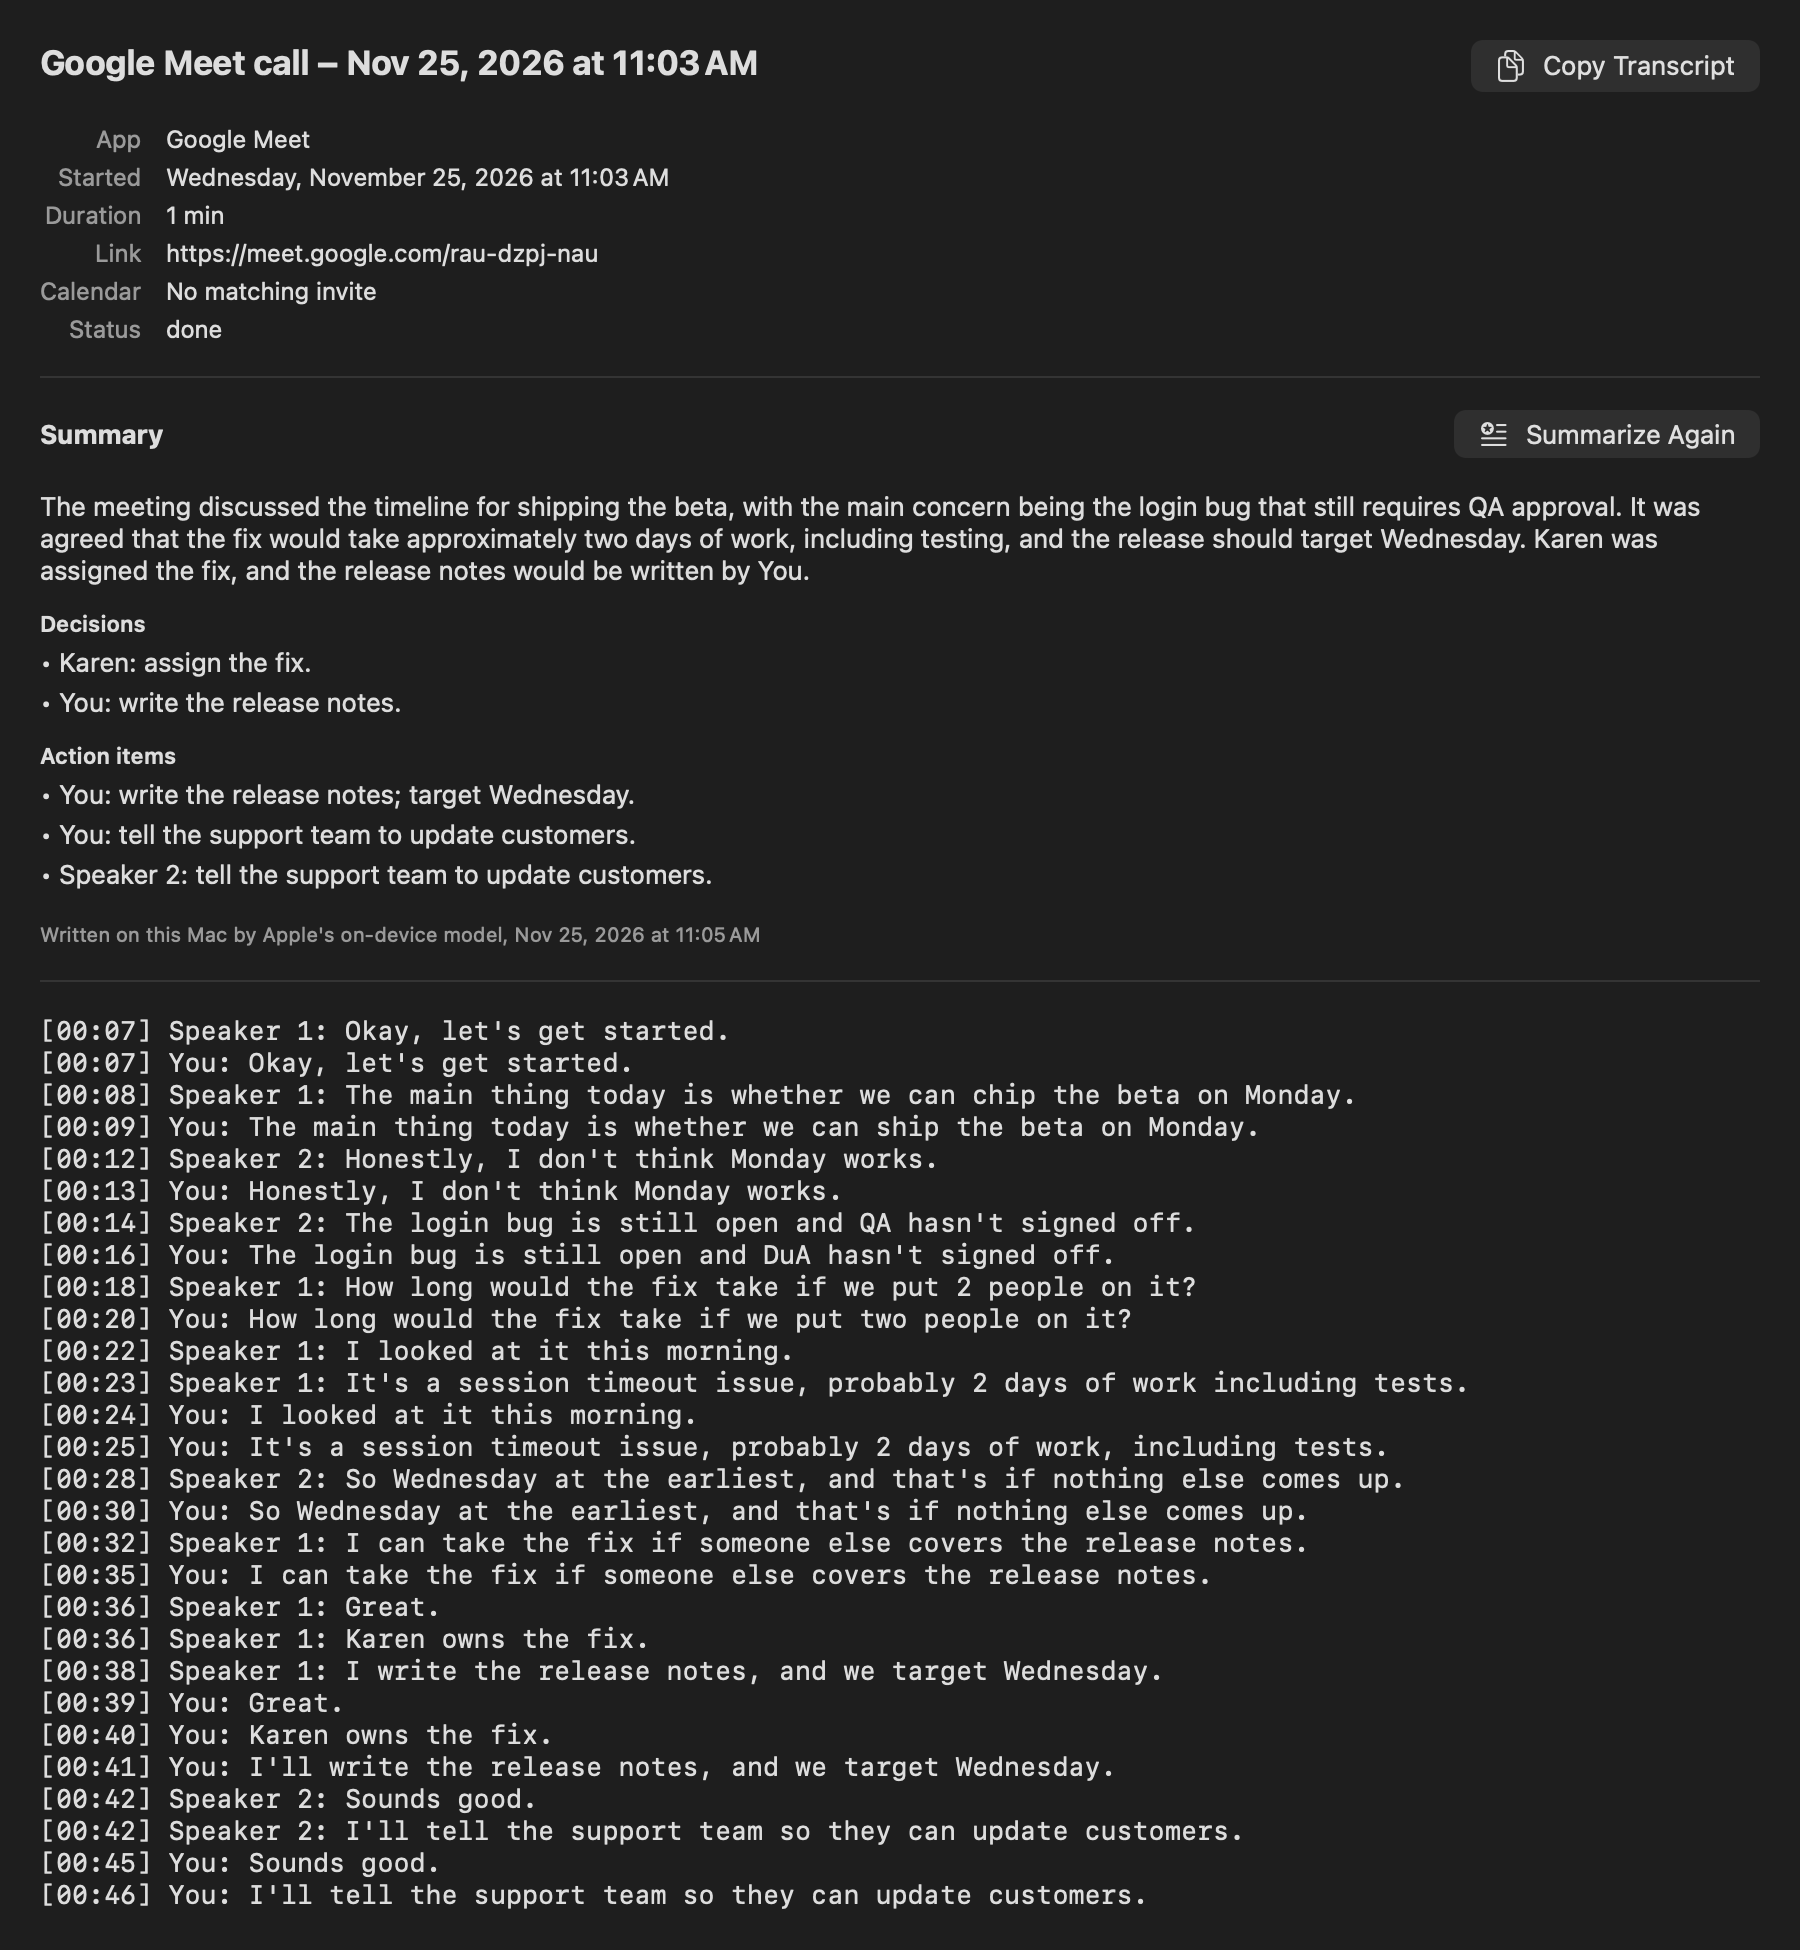 Google Meet call – Nov 25, 2026 at 11:03 AM
Copy Transcript
App Google Meet
Started Wednesday, November 25, 2026 at 11:03 AM
Duration 1 min
Link https://meet.google.com/rau-dzpj-nau
Calendar No matching invite
Status done
Summary
Summarize Again
The meeting discussed the timeline for shipping the beta, with the main concern being the login bug that still requires QA approval. It was
agreed that the fix would take approximately two days of work, including testing, and the release should target Wednesday. Karen was
assigned the fix, and the release notes would be written by You.
Decisions
• Karen: assign the fix.
• You: write the release notes.
Action items
• You: write the release notes; target Wednesday.
• You: tell the support team to update customers.
• Speaker 2: tell the support team to update customers.
Written on this Mac by Apple's on-device model, Nov 25, 2026 at 11:05 AM
[00:07] Speaker 1: Okay, let's get started.
[00:07] You: Okay, let's get started.
[00:08] Speaker 1: The main thing today is whether we can chip the beta on Monday.
[00:09] You: The main thing today is whether we can ship the beta on Monday.
[00:12] Speaker 2: Honestly, I don't think Monday works.
[00:13] You: Honestly, I don't think Monday works.
[00:14] Speaker 2: The login bug is still open and QA hasn't signed off.
[00:16] You: The login bug is still open and DuA hasn't signed off.
[00:18] Speaker 1: How long would the fix take if we put 2 people on it?
[00:20] You: How long would the fix take if we put two people on it?
[00:22] Speaker 1: I looked at it this morning.
[00:23] Speaker 1: It's a session timeout issue, probably 2 days of work including tests.
[00:24] You: I looked at it this morning.
[00:25] You: It's a session timeout issue, probably 2 days of work, including tests.
[00:28] Speaker 2: So Wednesday at the earliest, and that's if nothing else comes up.
[00:30] You: So Wednesday at the earliest, and that's if nothing else comes up.
[00:32] Speaker 1: I can take the fix if someone else covers the release notes.
[00:35] You: I can take the fix if someone else covers the release notes.
[00:36] Speaker 1: Great.
[00:36] Speaker 1: Karen owns the fix.
[00:38] Speaker 1: I write the release notes, and we target Wednesday.
[00:39] You: Great.
[00:40] You: Karen owns the fix.
[00:41] You: I'll write the release notes, and we target Wednesday.
[00:42] Speaker 2: Sounds good.
[00:42] Speaker 2: I'll tell the support team so they can update customers.
[00:45] You: Sounds good.
[00:46] You: I'll tell the support team so they can update customers.